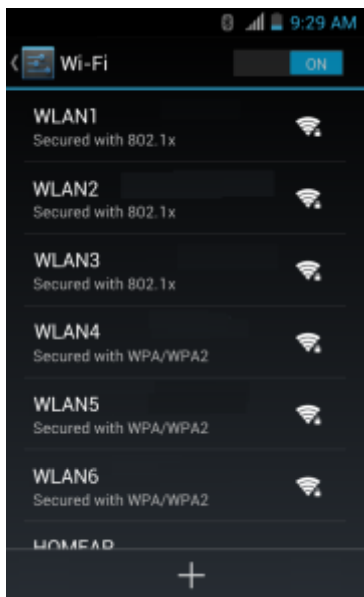 9:29 AM
Wi-Fi
ON
WLAN1
Secured with 802.1x
WLAN2
Secured with 802.1x
WLAN3
Secured with 802.1x
WLAN4
Secured with WPA/WPA2
WLAN5
Secured with WPA/WPA2
WLAN6
Secured with WPA/WPA2
HOMEAP